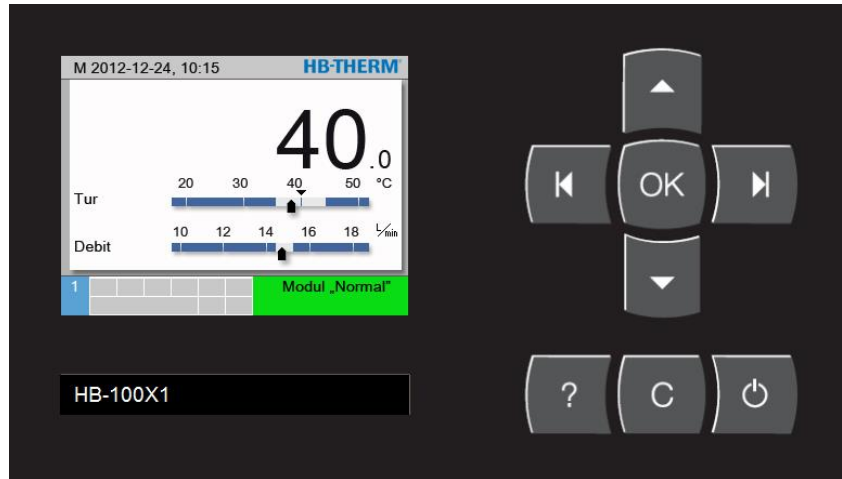 M 2012-12-24, 10:15 HB-THERM
40.0
20 30 40 50 °C
Tur
10 12 14 16 18 L/min
Debit
1 Modul „Normal”
HB-100X1
OK
? C